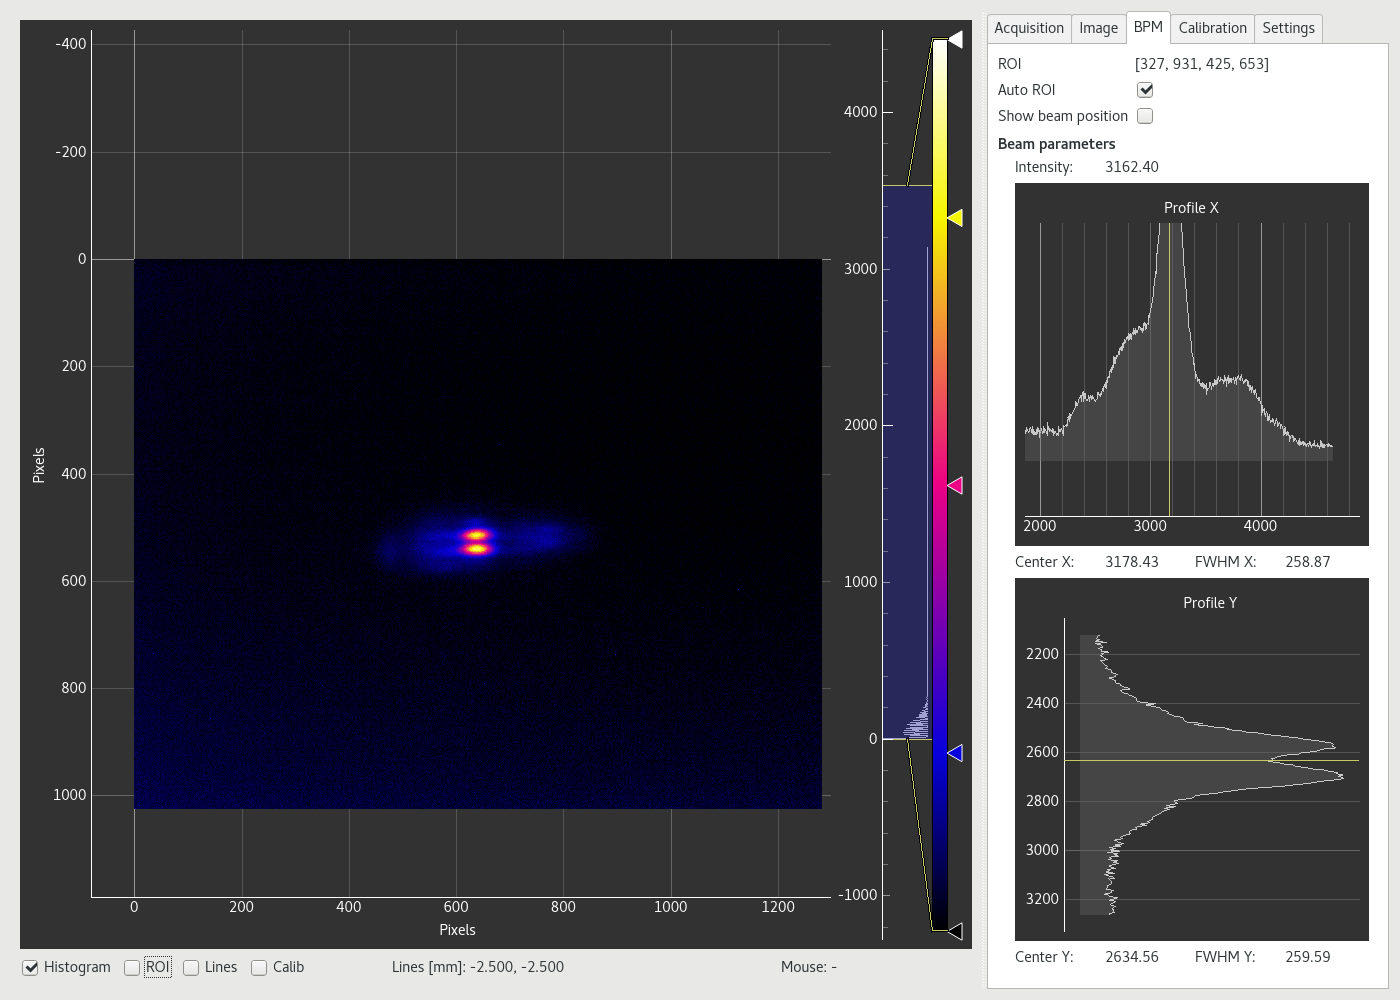 Acquisition Image BPM Calibration Settings
ROI [327, 931, 425, 653]
Auto ROI
Show beam position
Beam parameters
Intensity: 3162.40
Profile X
2000 3000 4000
Center X: 3178.43 FWHM X: 258.87
Profile Y
2200
2400
2600
2800
3000
3200
Center Y: 2634.56 FWHM Y: 259.59
-400
-200
0
200
400
600
800
1000
Pixels
0 200 400 600 800 1000 1200
Pixels
4000
3000
2000
1000
0
-1000
Histogram ROI Lines Calib Lines [mm]: -2.500, -2.500 Mouse: -